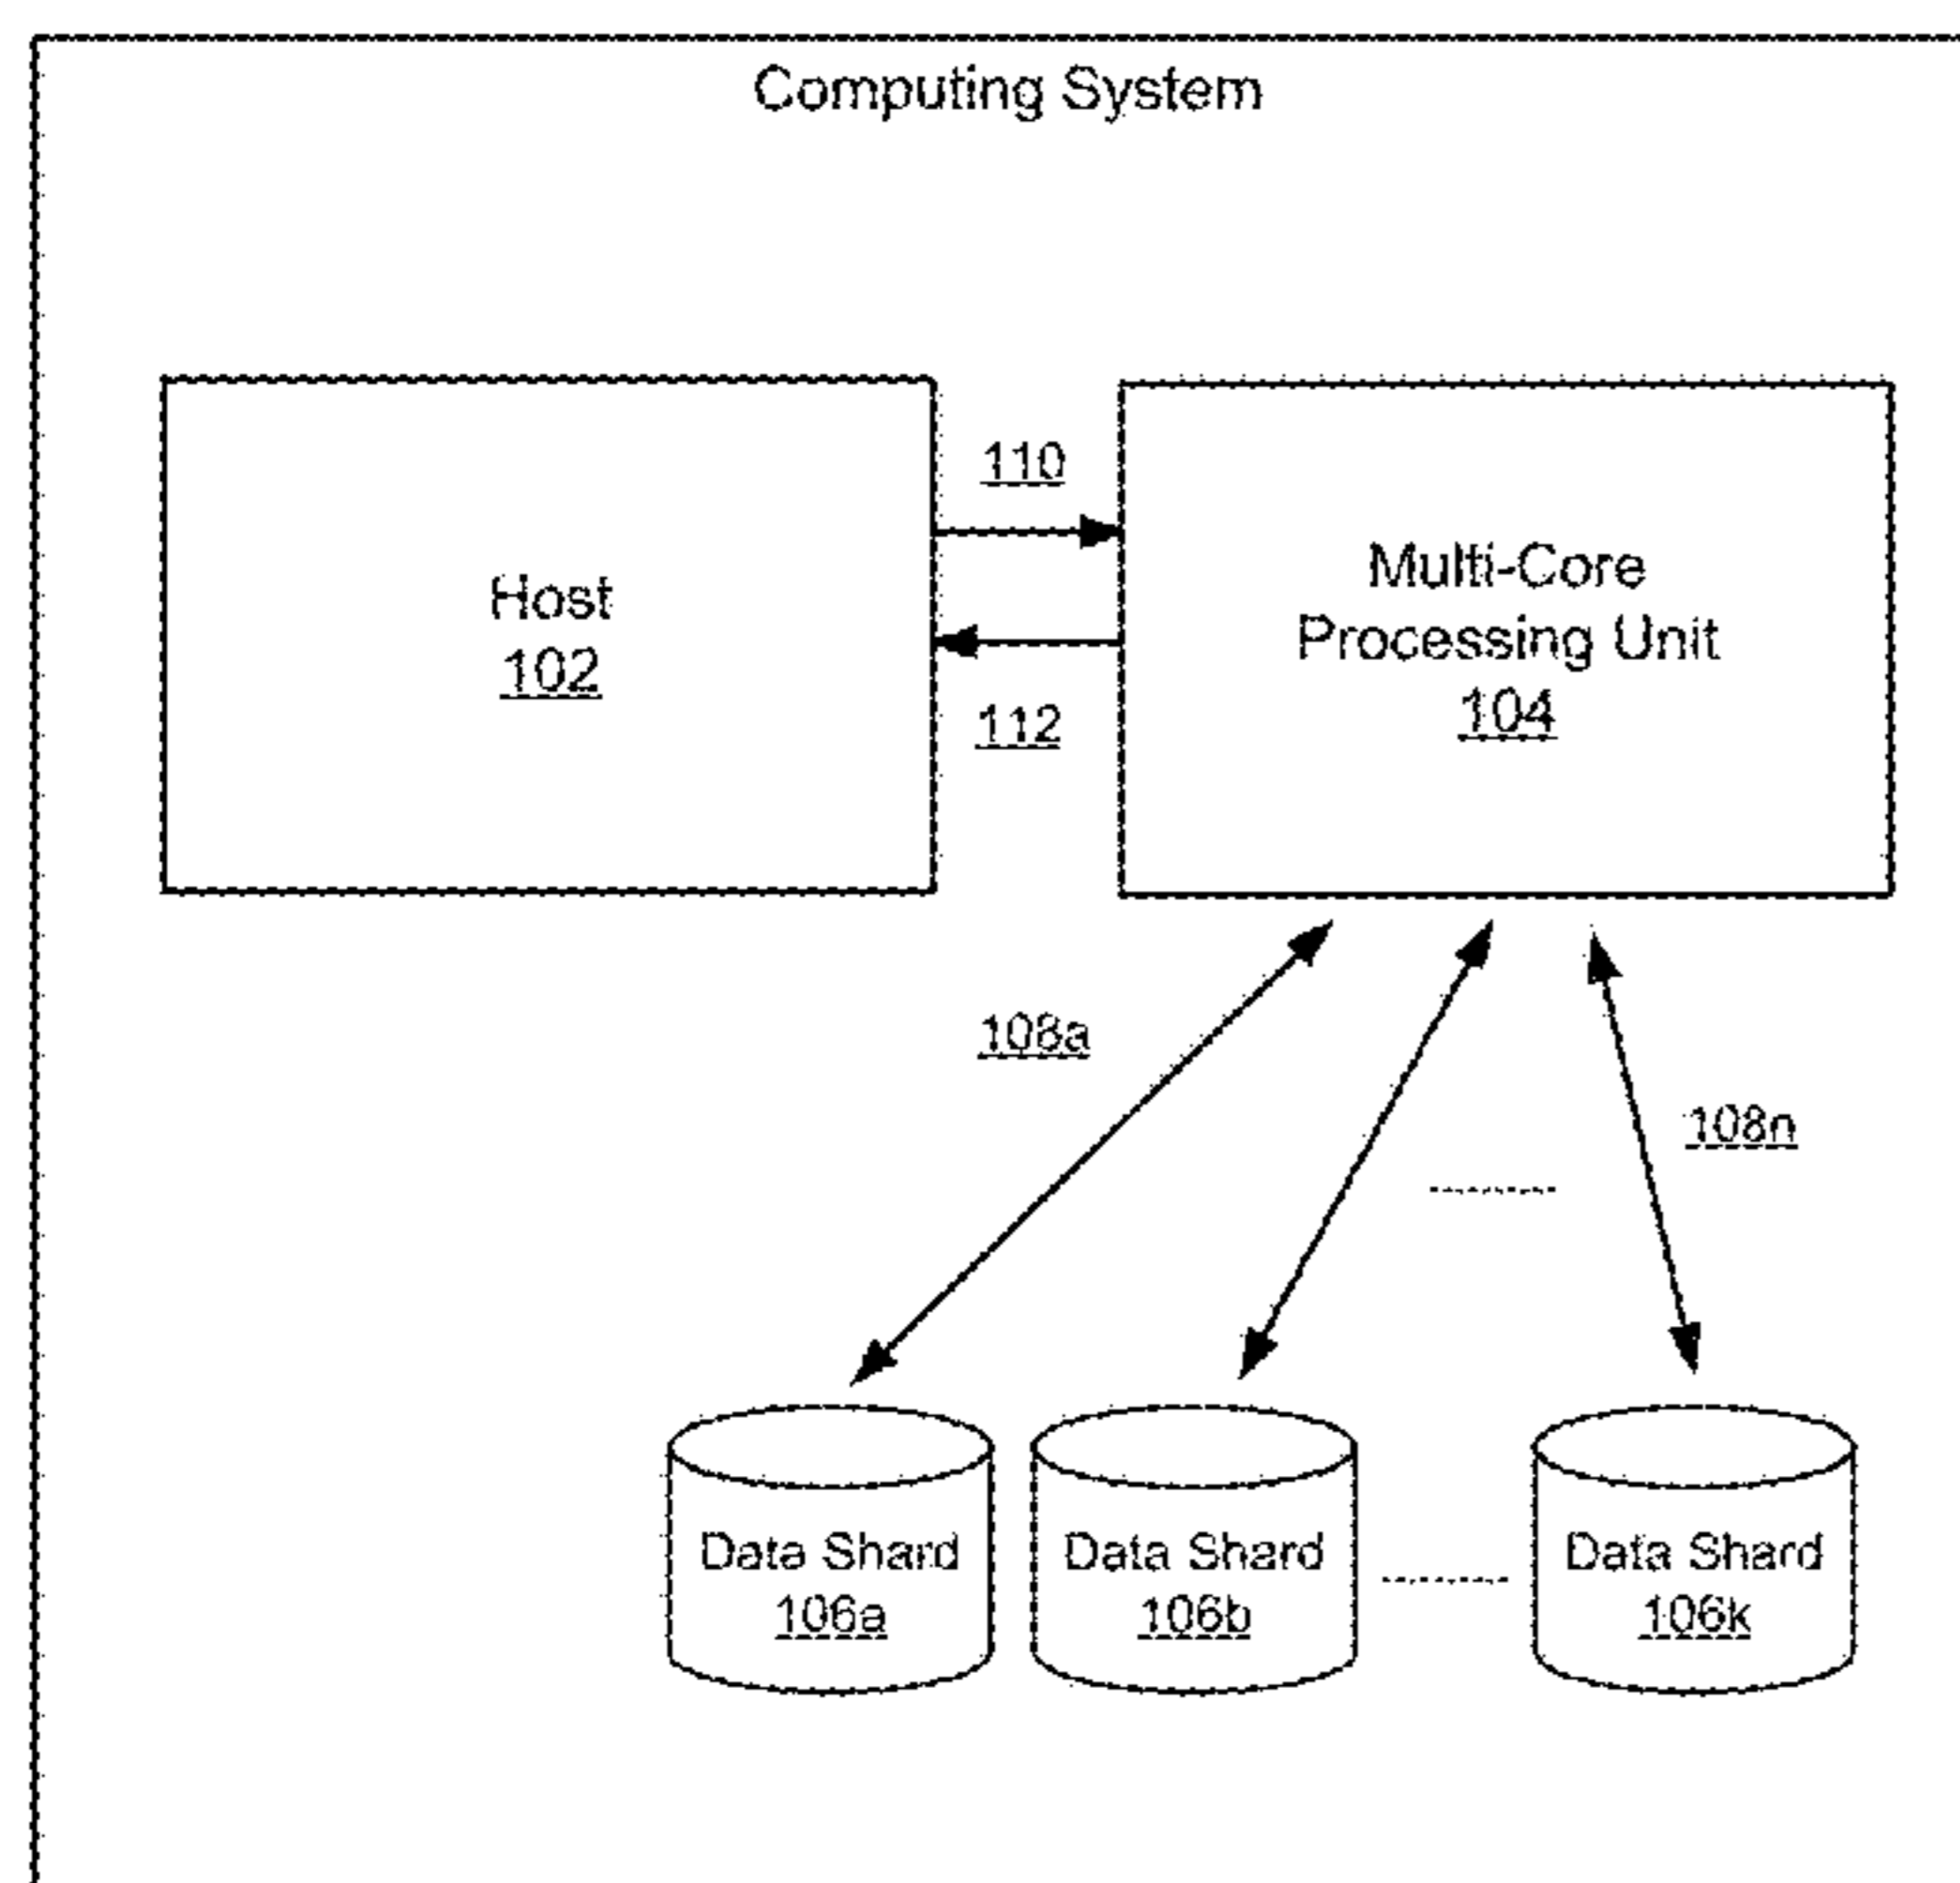 Computing System
Host
102
110
112
Multi-Core
Processing Unit
104
108a
108n
Data Shard
106a
Data Shard
106b
Data Shard
106k